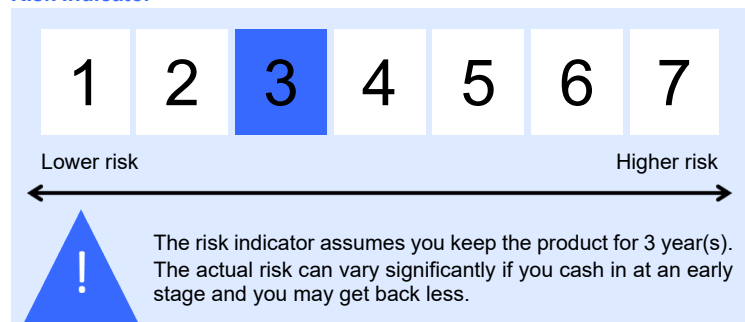 1 2 3 4 5 6 7
Lower risk Higher risk
!
The risk indicator assumes you keep the product for 3 year(s).
The actual risk can vary significantly if you cash in at an early
stage and you may get back less.